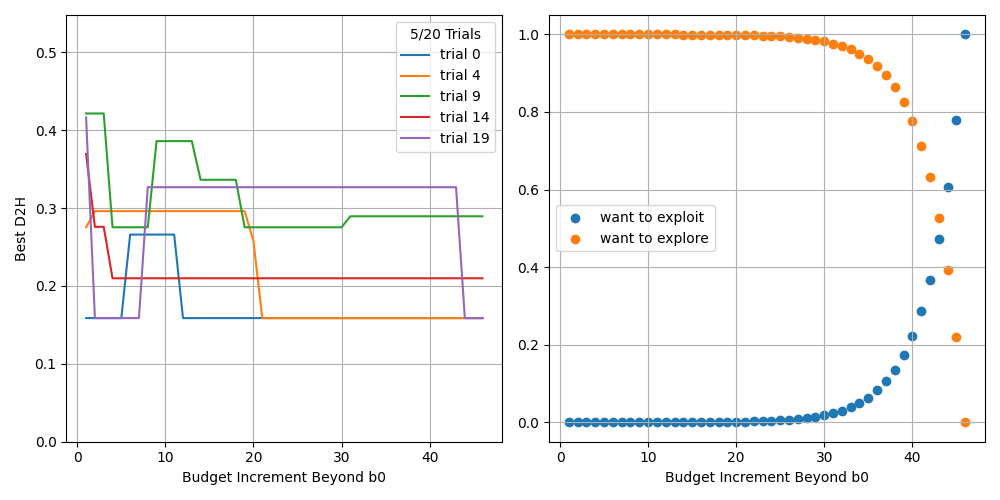 Best D2H
0.5
0.4
0.3
0.2
0.1
0.0
5/20 Trials
trial 0
trial 4
trial 9
trial 14
trial 19
0 10 20 30 40
Budget Increment Beyond b0
1.0
0.8
0.6
0.4
0.2
0.0
want to exploit
want to explore
0 10 20 30 40
Budget Increment Beyond b0